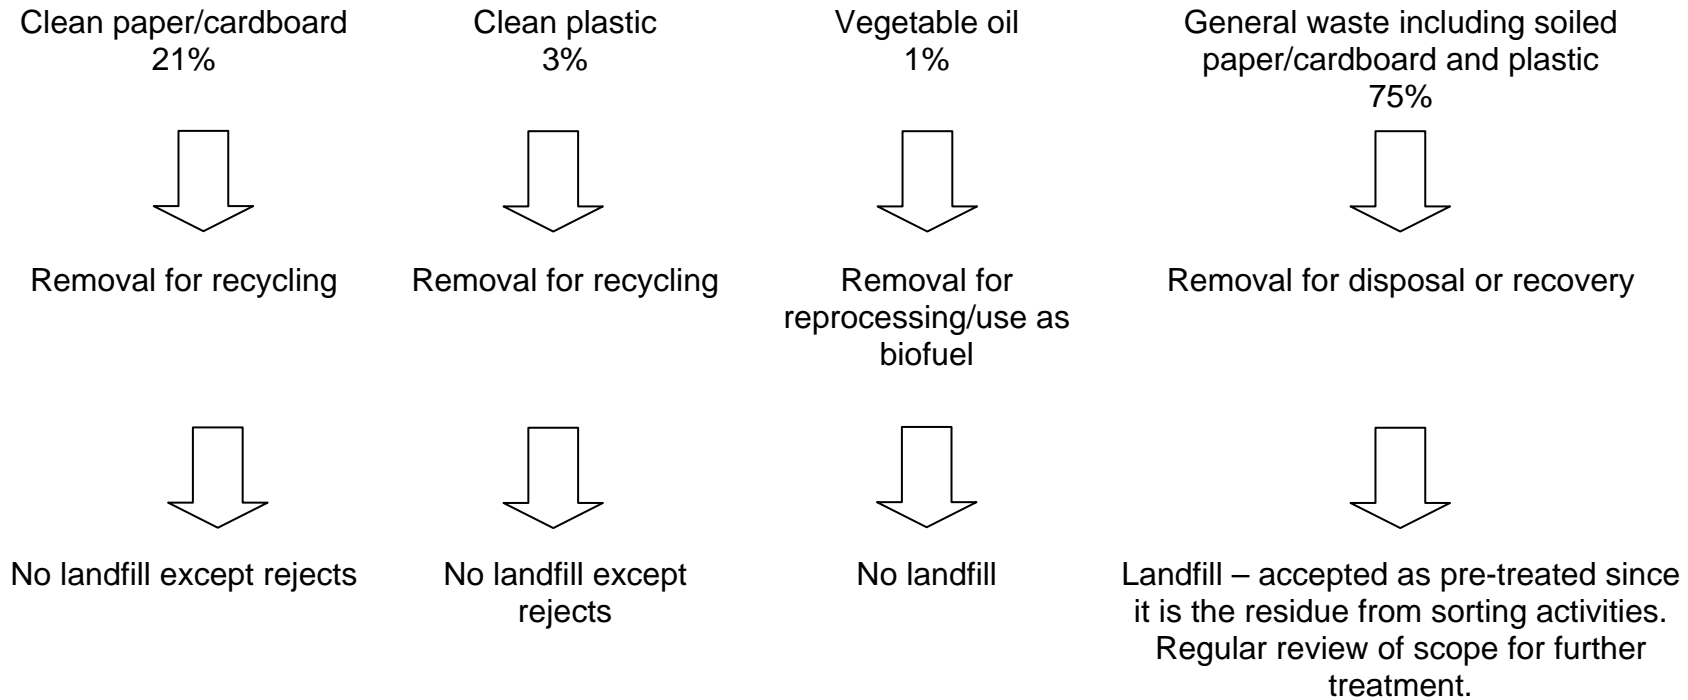 Clean paper/cardboard
21%
Clean plastic
3%
Vegetable oil
1%
General waste including soiled
paper/cardboard and plastic
75%
Removal for recycling
Removal for recycling
Removal for
reprocessing/use as
biofuel
Removal for disposal or recovery
No landfill except rejects
No landfill except
rejects
No landfill
Landfill – accepted as pre-treated since
it is the residue from sorting activities.
Regular review of scope for further
treatment.